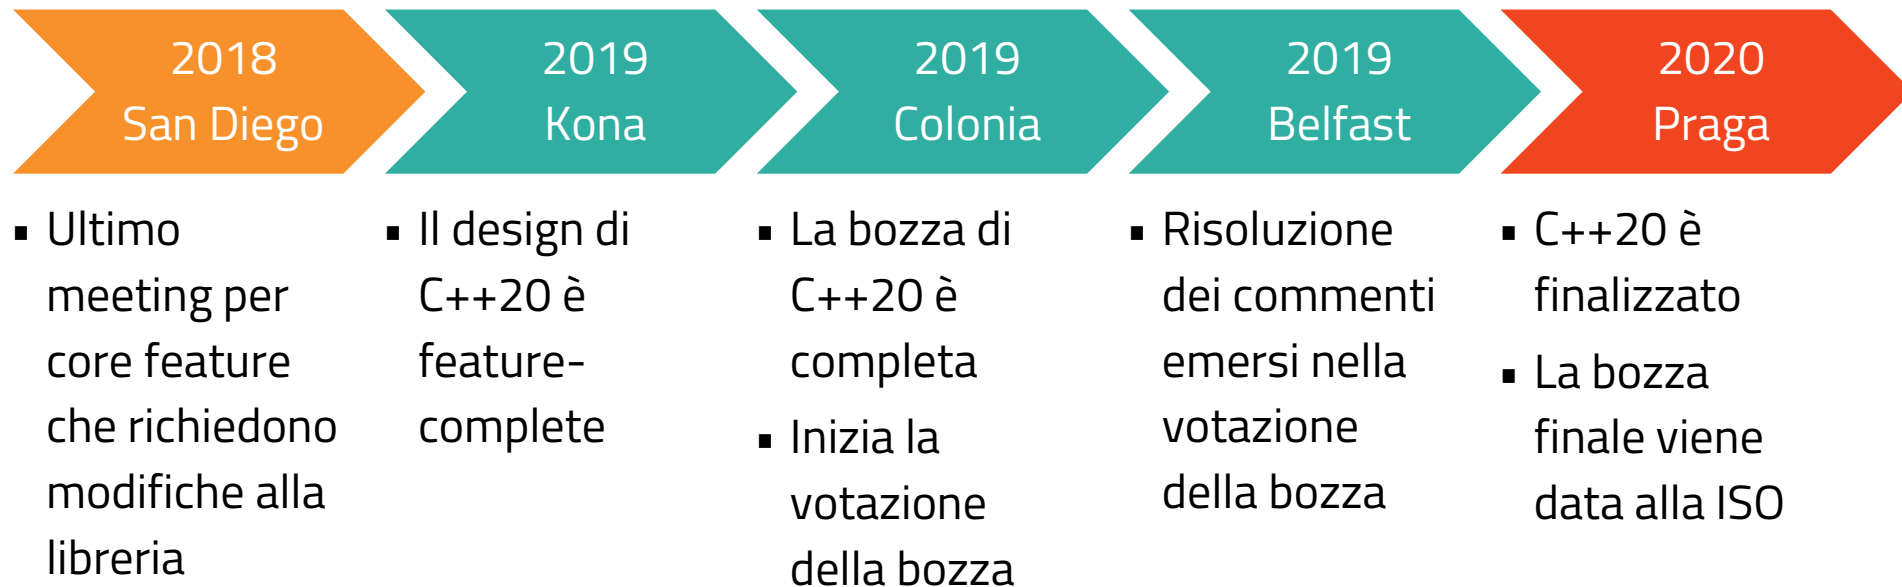 2018
San Diego
2019
Kona
2019
Colonia
2019
Belfast
2020
Praga
▪ Ultimo
meeting per
core feature
che richiedono
modifiche alla
libreria
▪ Il design di
C++20 è
feature-
complete
▪ La bozza di
C++20 è
completa
▪ Inizia la
votazione
della bozza
▪ Risoluzione
dei commenti
emersi nella
votazione
della bozza
▪ C++20 è
finalizzato
▪ La bozza
finale viene
data alla ISO